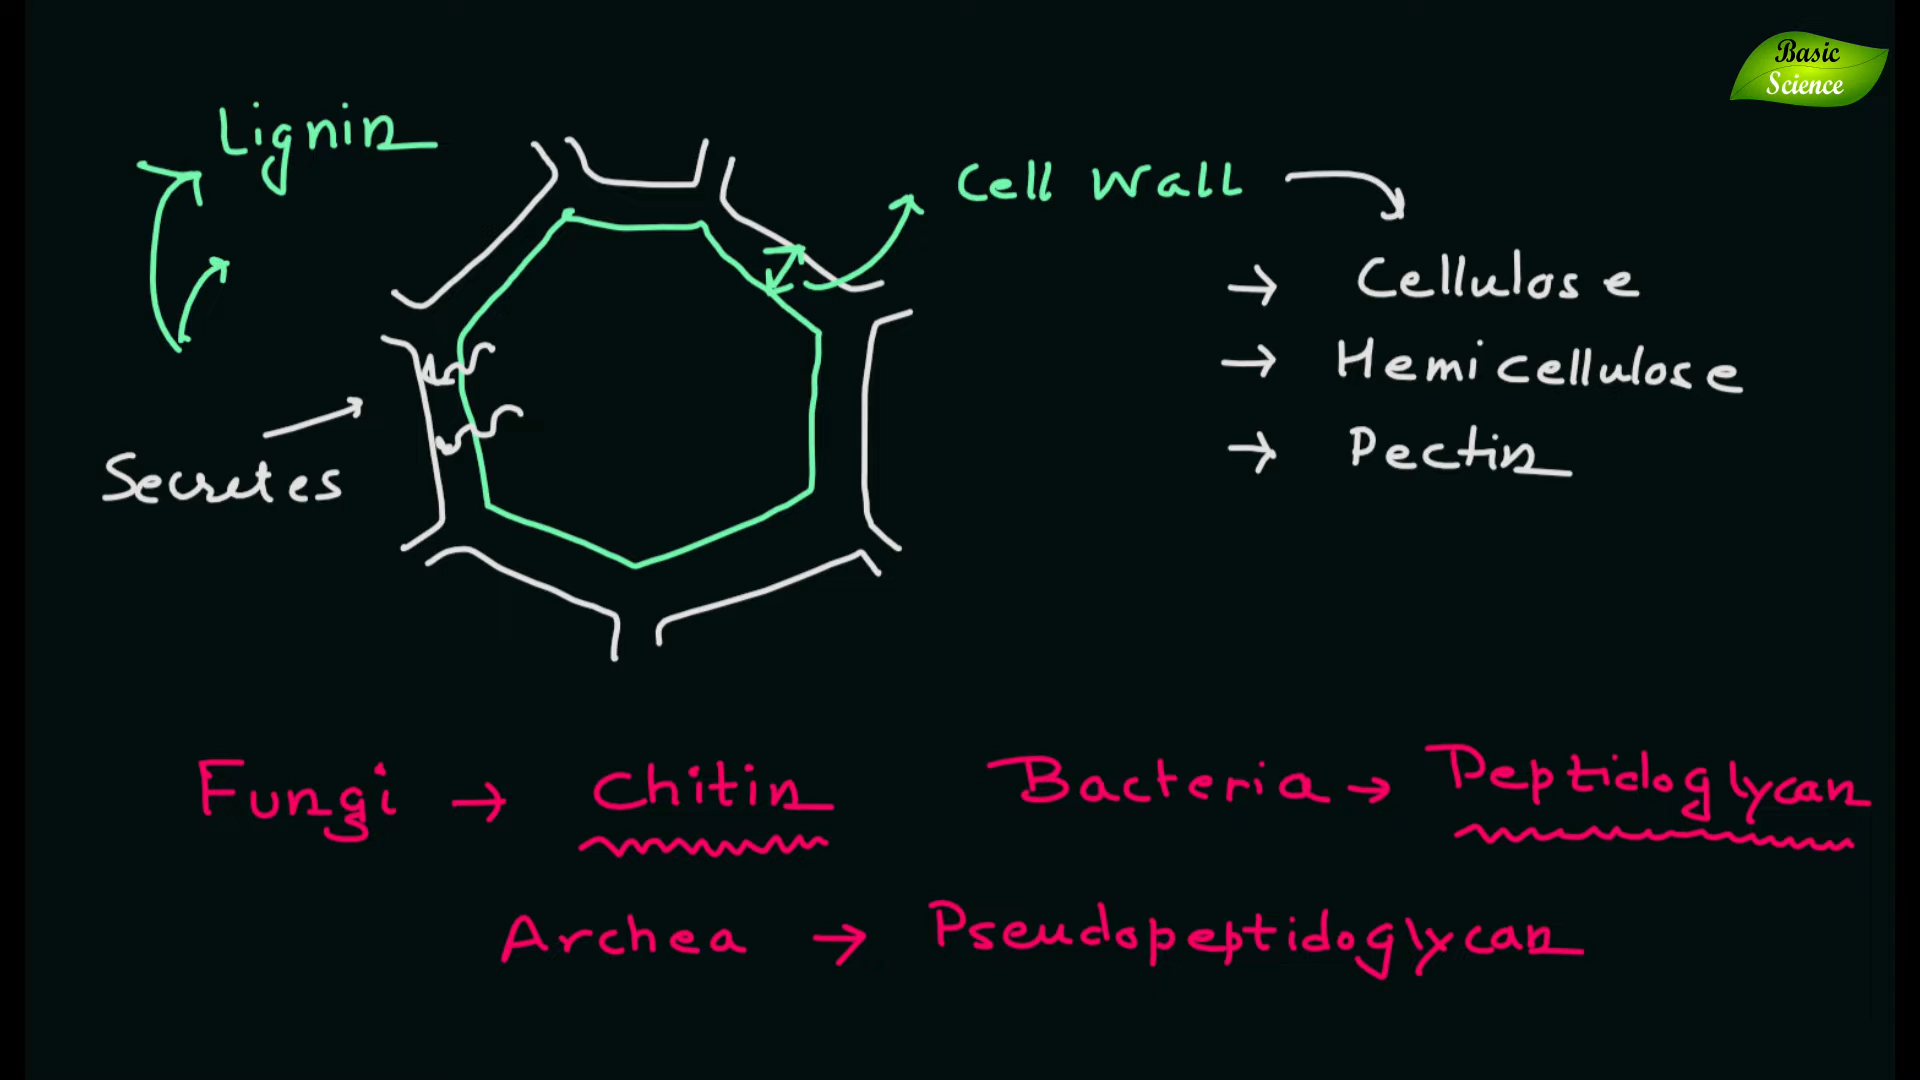 Basic
Science
Lignin
Cell Wall
→ Cellulose
→ Hemicellulose
→ Pectin
Secretes
Fungi → Chitin
Bacteria → Peptidoglycan
Archea → Pseudopeptidoglycan